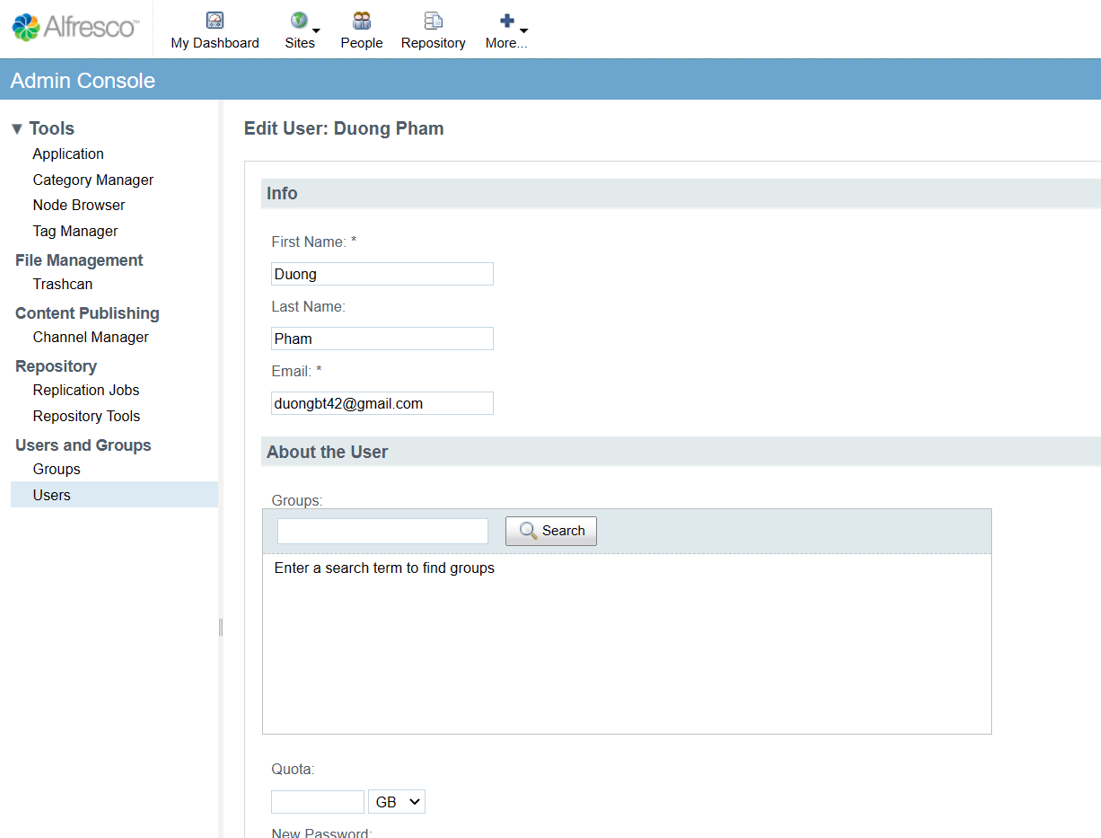 Alfresco™
My Dashboard
Sites
People
Repository
More...
Admin Console
Tools
Application
Category Manager
Node Browser
Tag Manager
File Management
Trashcan
Content Publishing
Channel Manager
Repository
Replication Jobs
Repository Tools
Users and Groups
Groups
Users
Edit User: Duong Pham
Info
First Name: *
Duong
Last Name:
Pham
Email: *
duongbt42@gmail.com
About the User
Groups:
Search
Enter a search term to find groups
Quota:
GB
New Password: